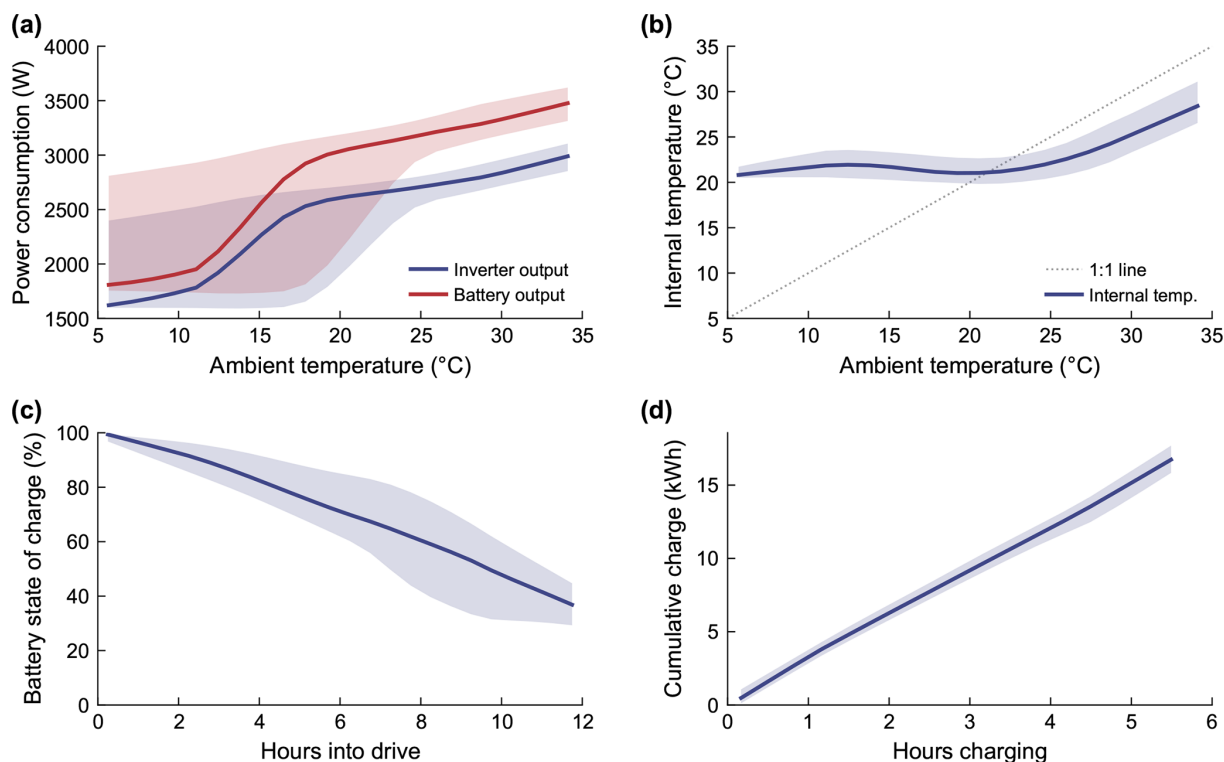 (a)
4000
3500
3000
2500
2000
1500
Power consumption (W)
Inverter output
Battery output
5 10 15 20 25 30 35
Ambient temperature (°C)
(b)
35
30
25
20
15
10
5
Internal temperature (°C)
1:1 line
Internal temp.
5 10 15 20 25 30 35
Ambient temperature (°C)
(c)
100
80
60
40
20
0
Battery state of charge (%)
0 2 4 6 8 10 12
Hours into drive
(d)
15
10
5
0
Cumulative charge (kWh)
0 1 2 3 4 5 6
Hours charging